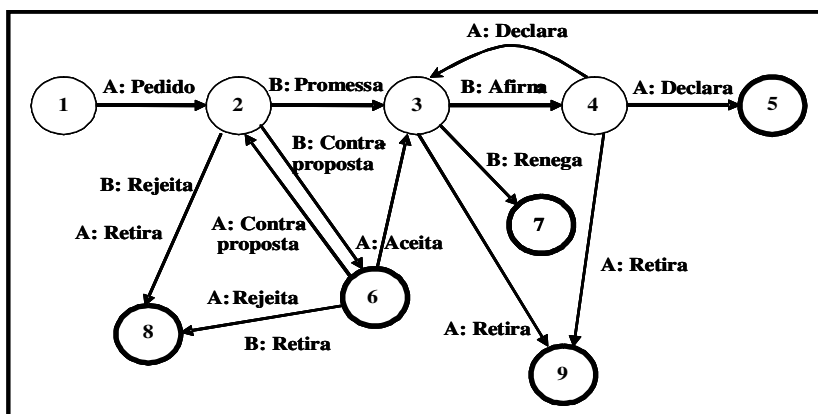 A: Declara
A: Pedido
B: Promessa
B: Afirma
A: Declara
1
2
3
4
5
B: Contra
proposta
B: Renega
B: Rejeita
A: Retira
A: Contra
proposta
A: Aceita
7
A: Retira
A: Rejeita
6
8
B: Retira
A: Retira
9